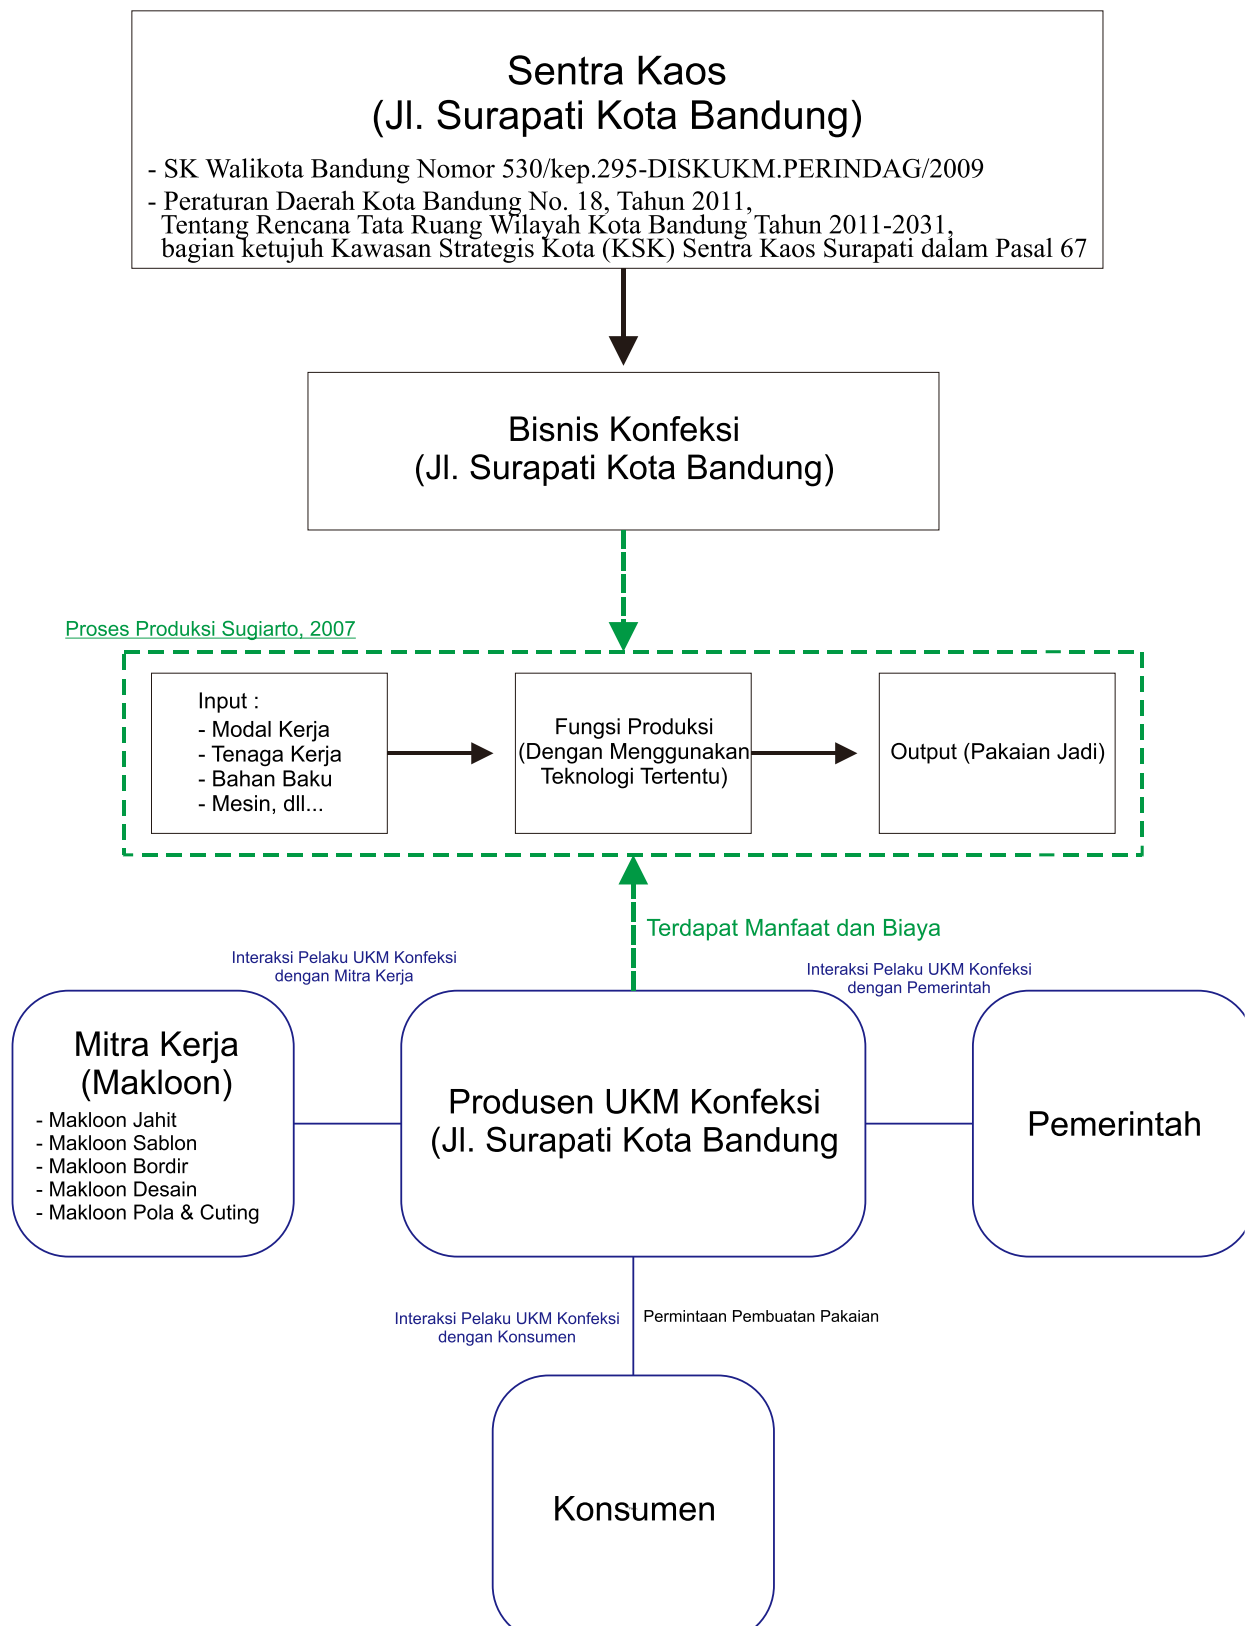 Sentra Kaos
(Jl. Surapati Kota Bandung)
- SK Walikota Bandung Nomor 530/kep.295-DISKUKM.PERINDAG/2009
- Peraturan Daerah Kota Bandung No. 18, Tahun 2011,
Tentang Rencana Tata Ruang Wilayah Kota Bandung Tahun 2011-2031,
bagian ketujuh Kawasan Strategis Kota (KSK) Sentra Kaos Surapati dalam Pasal 67
Bisnis Konfeksi
(Jl. Surapati Kota Bandung)
Proses Produksi Sugiarto, 2007
Input :
- Modal Kerja
- Tenaga Kerja
- Bahan Baku
- Mesin, dll...
Fungsi Produksi
(Dengan Menggunakan
Teknologi Tertentu)
Output (Pakaian Jadi)
Terdapat Manfaat dan Biaya
Interaksi Pelaku UKM Konfeksi
dengan Mitra Kerja
Interaksi Pelaku UKM Konfeksi
dengan Pemerintah
Mitra Kerja
(Makloon)
- Makloon Jahit
- Makloon Sablon
- Makloon Bordir
- Makloon Desain
- Makloon Pola & Cuting
Produsen UKM Konfeksi
(Jl. Surapati Kota Bandung
Pemerintah
Interaksi Pelaku UKM Konfeksi
dengan Konsumen
Permintaan Pembuatan Pakaian
Konsumen